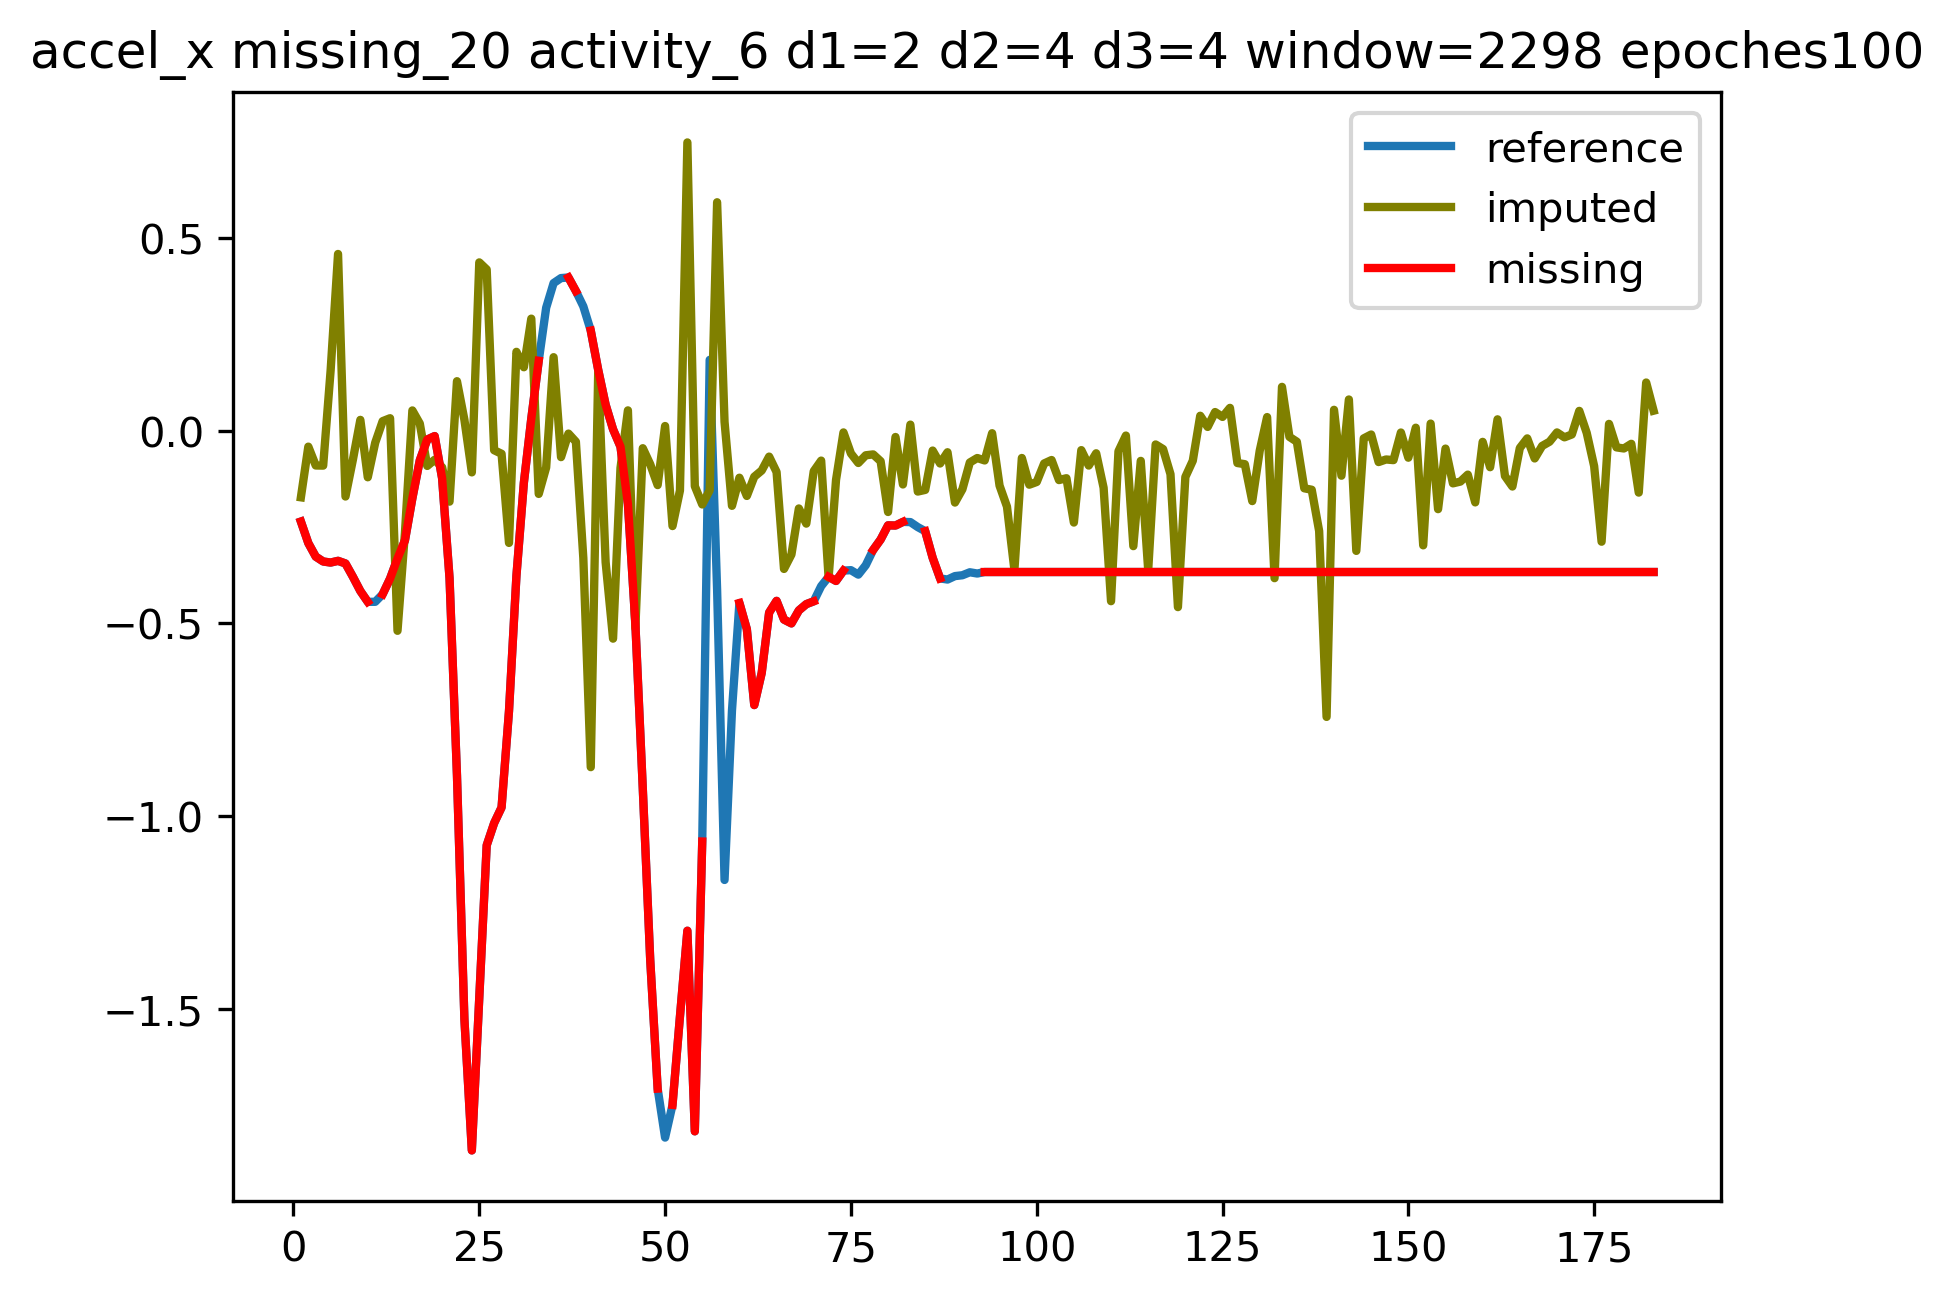 accel_x missing_20 activity_6 d1=2 d2=4 d3=4 window=2298 epoches100
reference
imputed
missing
0.5
0.0
−0.5
−1.0
−1.5
0 25 50 75 100 125 150 175